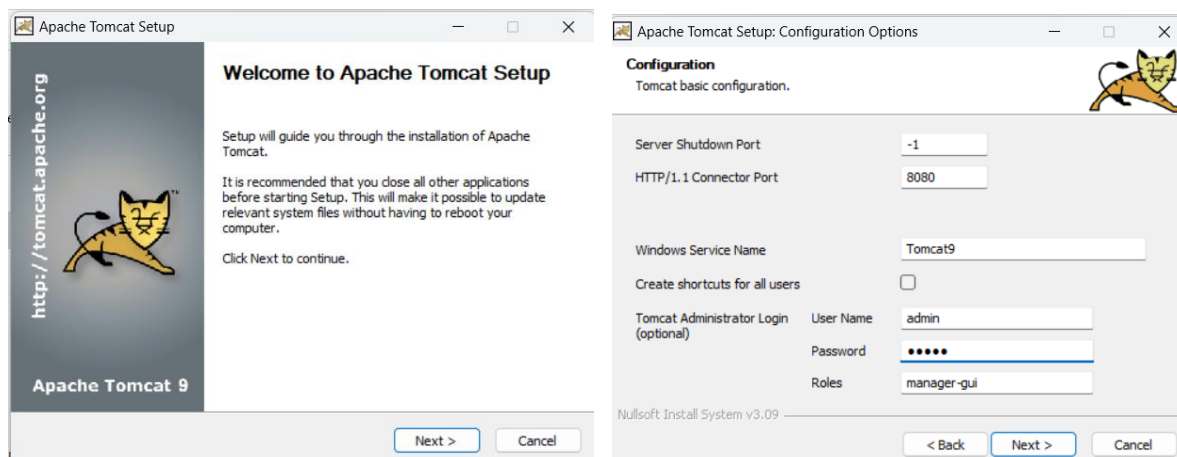 Apache Tomcat Setup
http://tomcat.apache.org
Apache Tomcat 9
Welcome to Apache Tomcat Setup
Setup will guide you through the installation of Apache
Tomcat.
It is recommended that you close all other applications
before starting Setup. This will make it possible to update
relevant system files without having to reboot your
computer.
Click Next to continue.
Next >
Cancel
Apache Tomcat Setup: Configuration Options
Configuration
Tomcat basic configuration.
Server Shutdown Port
-1
HTTP/1.1 Connector Port
8080
Windows Service Name
Tomcat9
Create shortcuts for all users
Tomcat Administrator Login
(optional)
User Name
admin
Password
●●●●●
Roles
manager-gui
Nullsoft Install System v3.09
< Back
Next >
Cancel